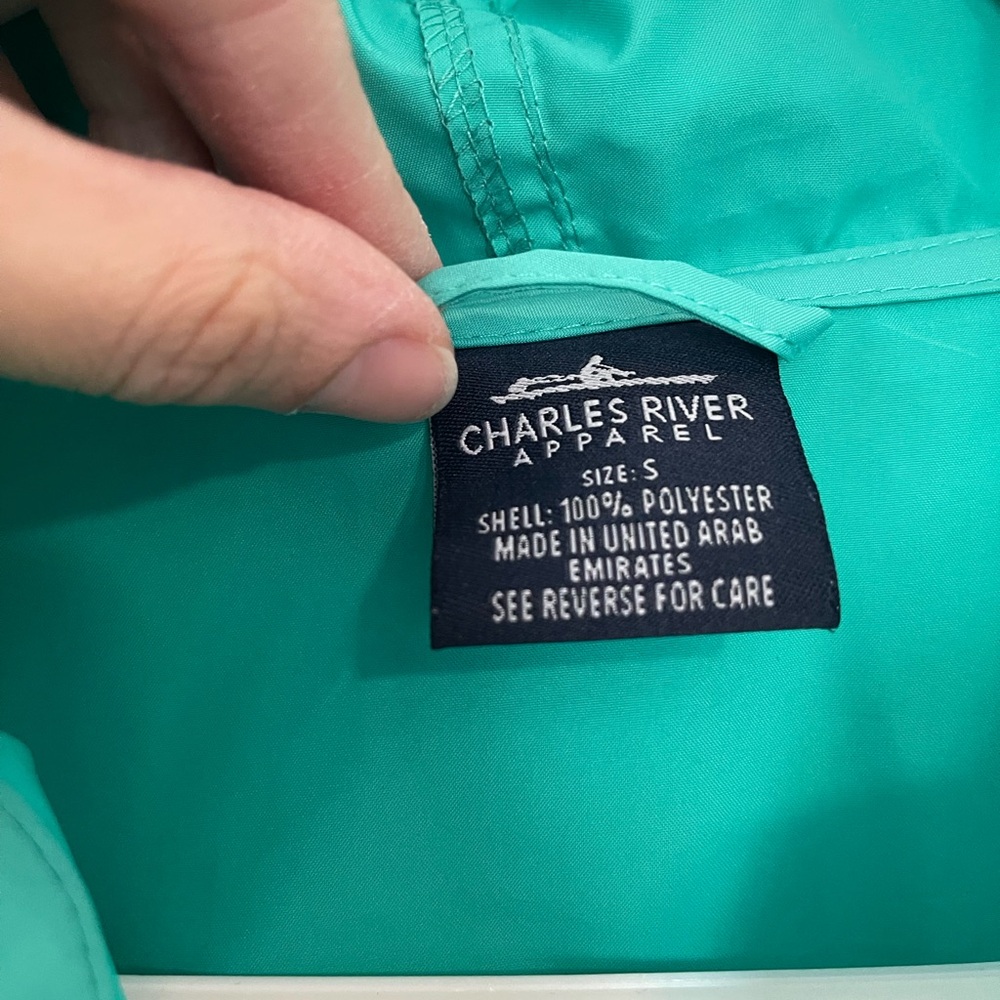 CHARLES RIVER
APPAREL
SIZE: S
SHELL: 100% POLYESTER
MADE IN UNITED ARAB
EMIRATES
SEE REVERSE FOR CARE